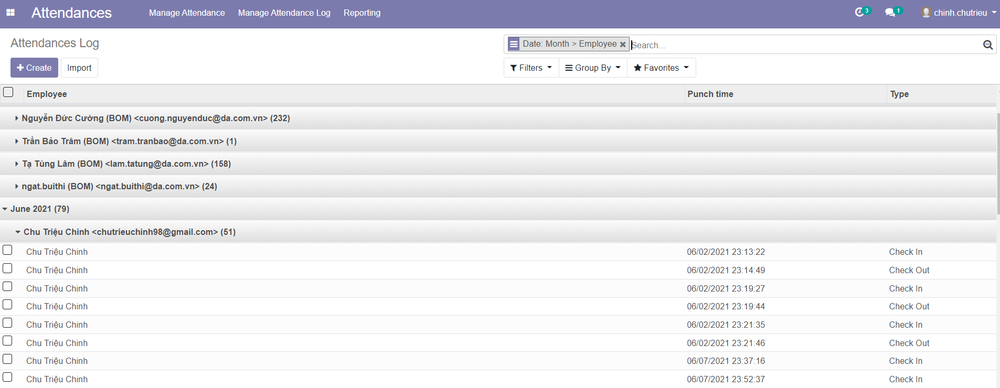 Attendances Manage Attendance Manage Attendance Log Reporting 3 1 chinh.chutrieu
Attendances Log
Date: Month > Employee Search...
Create Import
Filters Group By Favorites
Employee Punch time Type
Nguyễn Đức Cường (BOM) <cuong.nguyenduc@da.com.vn> (232)
Trần Bảo Trâm (BOM) <tram.tranbao@da.com.vn> (1)
Tạ Tùng Lâm (BOM) <lam.tatung@da.com.vn> (158)
ngat.buithi (BOM) <ngat.buithi@da.com.vn> (24)
June 2021 (79)
Chu Triệu Chinh <chutrieuchinh98@gmail.com> (51)
Chu Triệu Chinh 06/02/2021 23:13:22 Check In
Chu Triệu Chinh 06/02/2021 23:14:49 Check Out
Chu Triệu Chinh 06/02/2021 23:19:27 Check In
Chu Triệu Chinh 06/02/2021 23:19:44 Check Out
Chu Triệu Chinh 06/02/2021 23:21:35 Check In
Chu Triệu Chinh 06/02/2021 23:21:46 Check Out
Chu Triệu Chinh 06/07/2021 23:37:16 Check In
Chu Triệu Chinh 06/07/2021 23:52:37 Check In